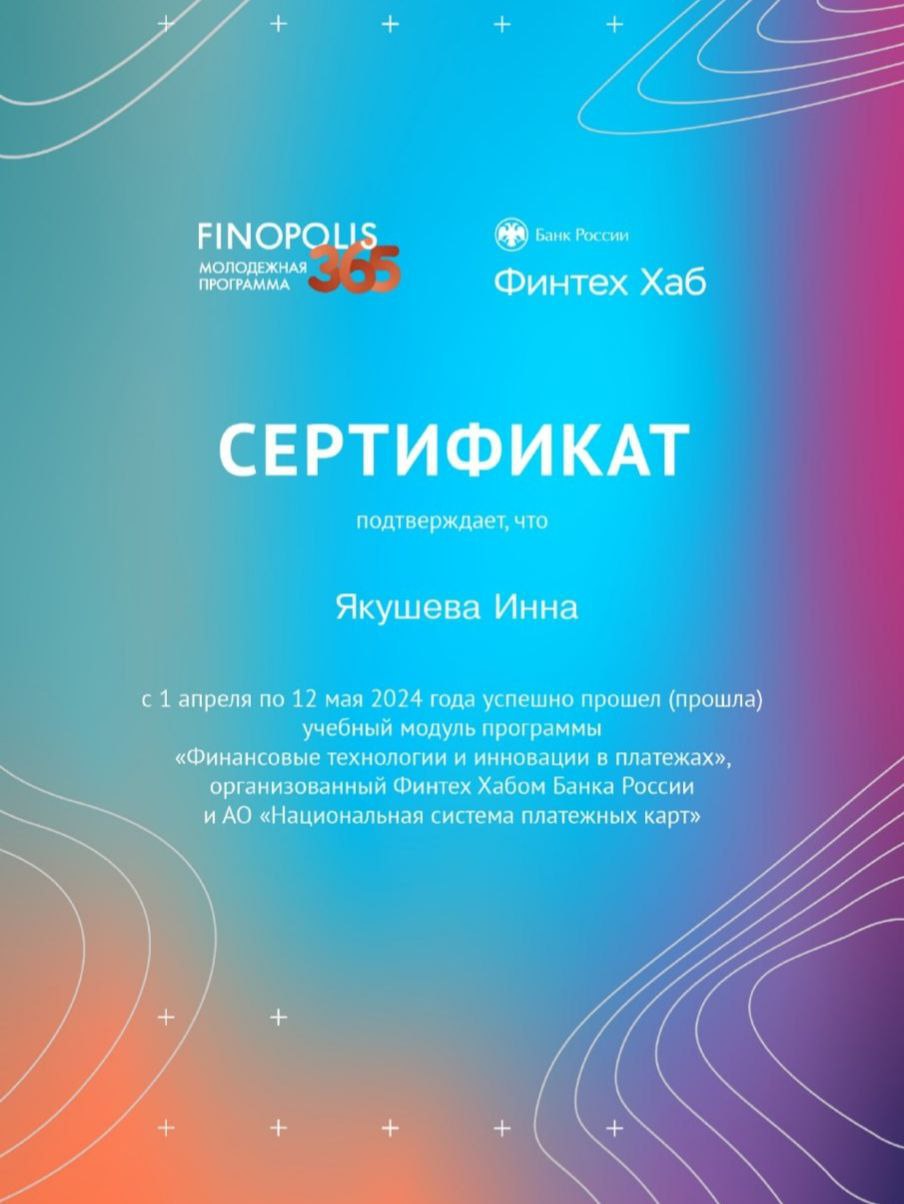 FINOPOLIS
МОЛОДЕЖНАЯ
ПРОГРАММА
365
Банк России
Финтех Хаб
СЕРТИФИКАТ
подтверждает, что
Якушева Инна
с 1 апреля по 12 мая 2024 года успешно прошел (прошла)
учебный модуль программы
«Финансовые технологии и инновации в платежах»,
организованный Финтех Хабом Банка России
и АО «Национальная система платежных карт»